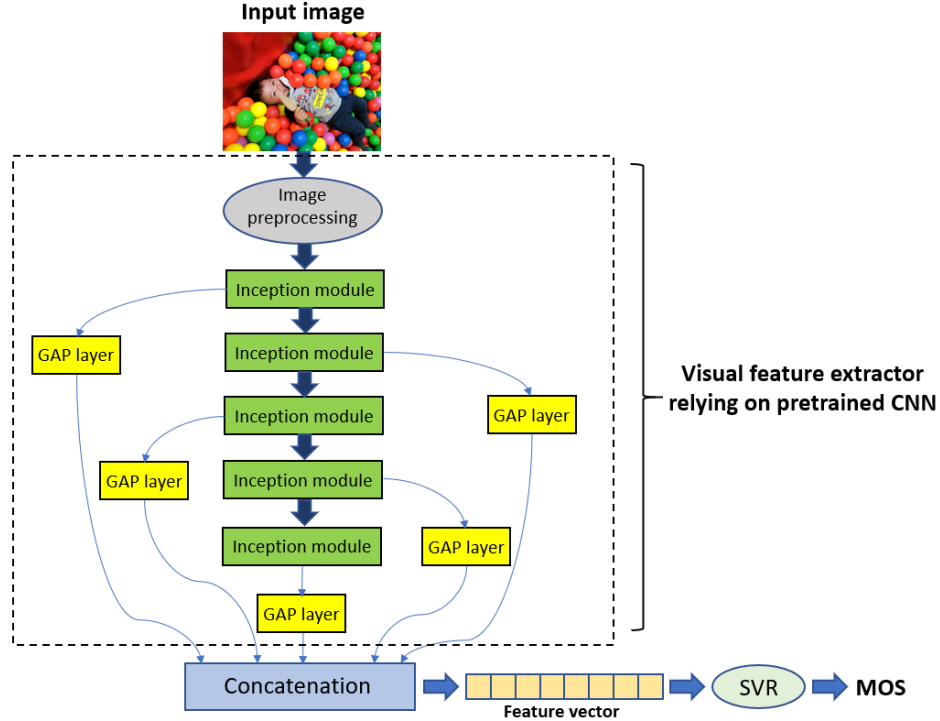 Input image
Image
preprocessing
Inception module
GAP layer
Inception module
Visual feature extractor
relying on pretrained CNN
GAP layer
Inception module
GAP layer
Inception module
GAP layer
Inception module
GAP layer
Concatenation
SVR
MOS
Feature vector